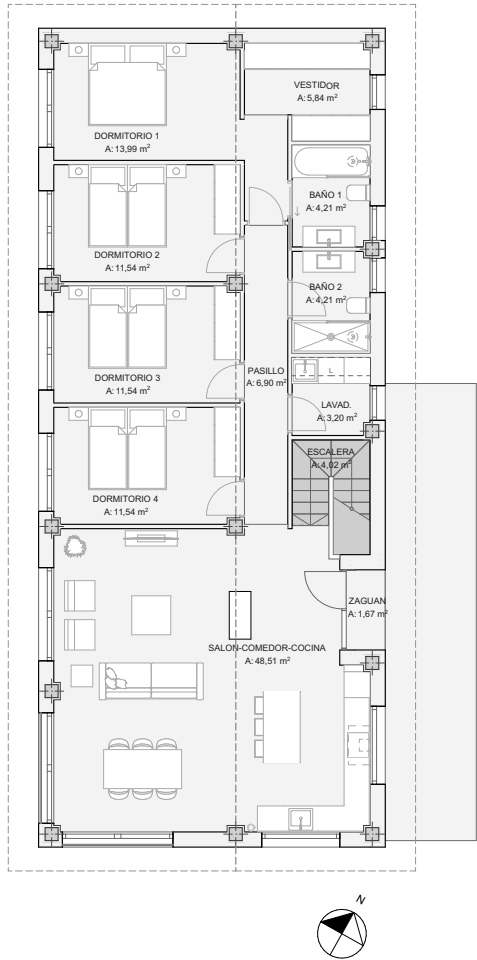 VESTIDOR
A: 5,84 m²
DORMITORIO 1
A: 13,99 m²
BAÑO 1
A: 4,21 m²
DORMITORIO 2
A: 11,54 m²
BAÑO 2
A: 4,21 m²
PASILLO
A: 6,90 m²
L
DORMITORIO 3
A: 11,54 m²
LAVAD.
A: 3,20 m²
ESCALERA
A: 4,02 m²
DORMITORIO 4
A: 11,54 m²
ZAGUAN
A: 1,67 m²
SALON-COMEDOR-COCINA
A: 48,51 m²
N